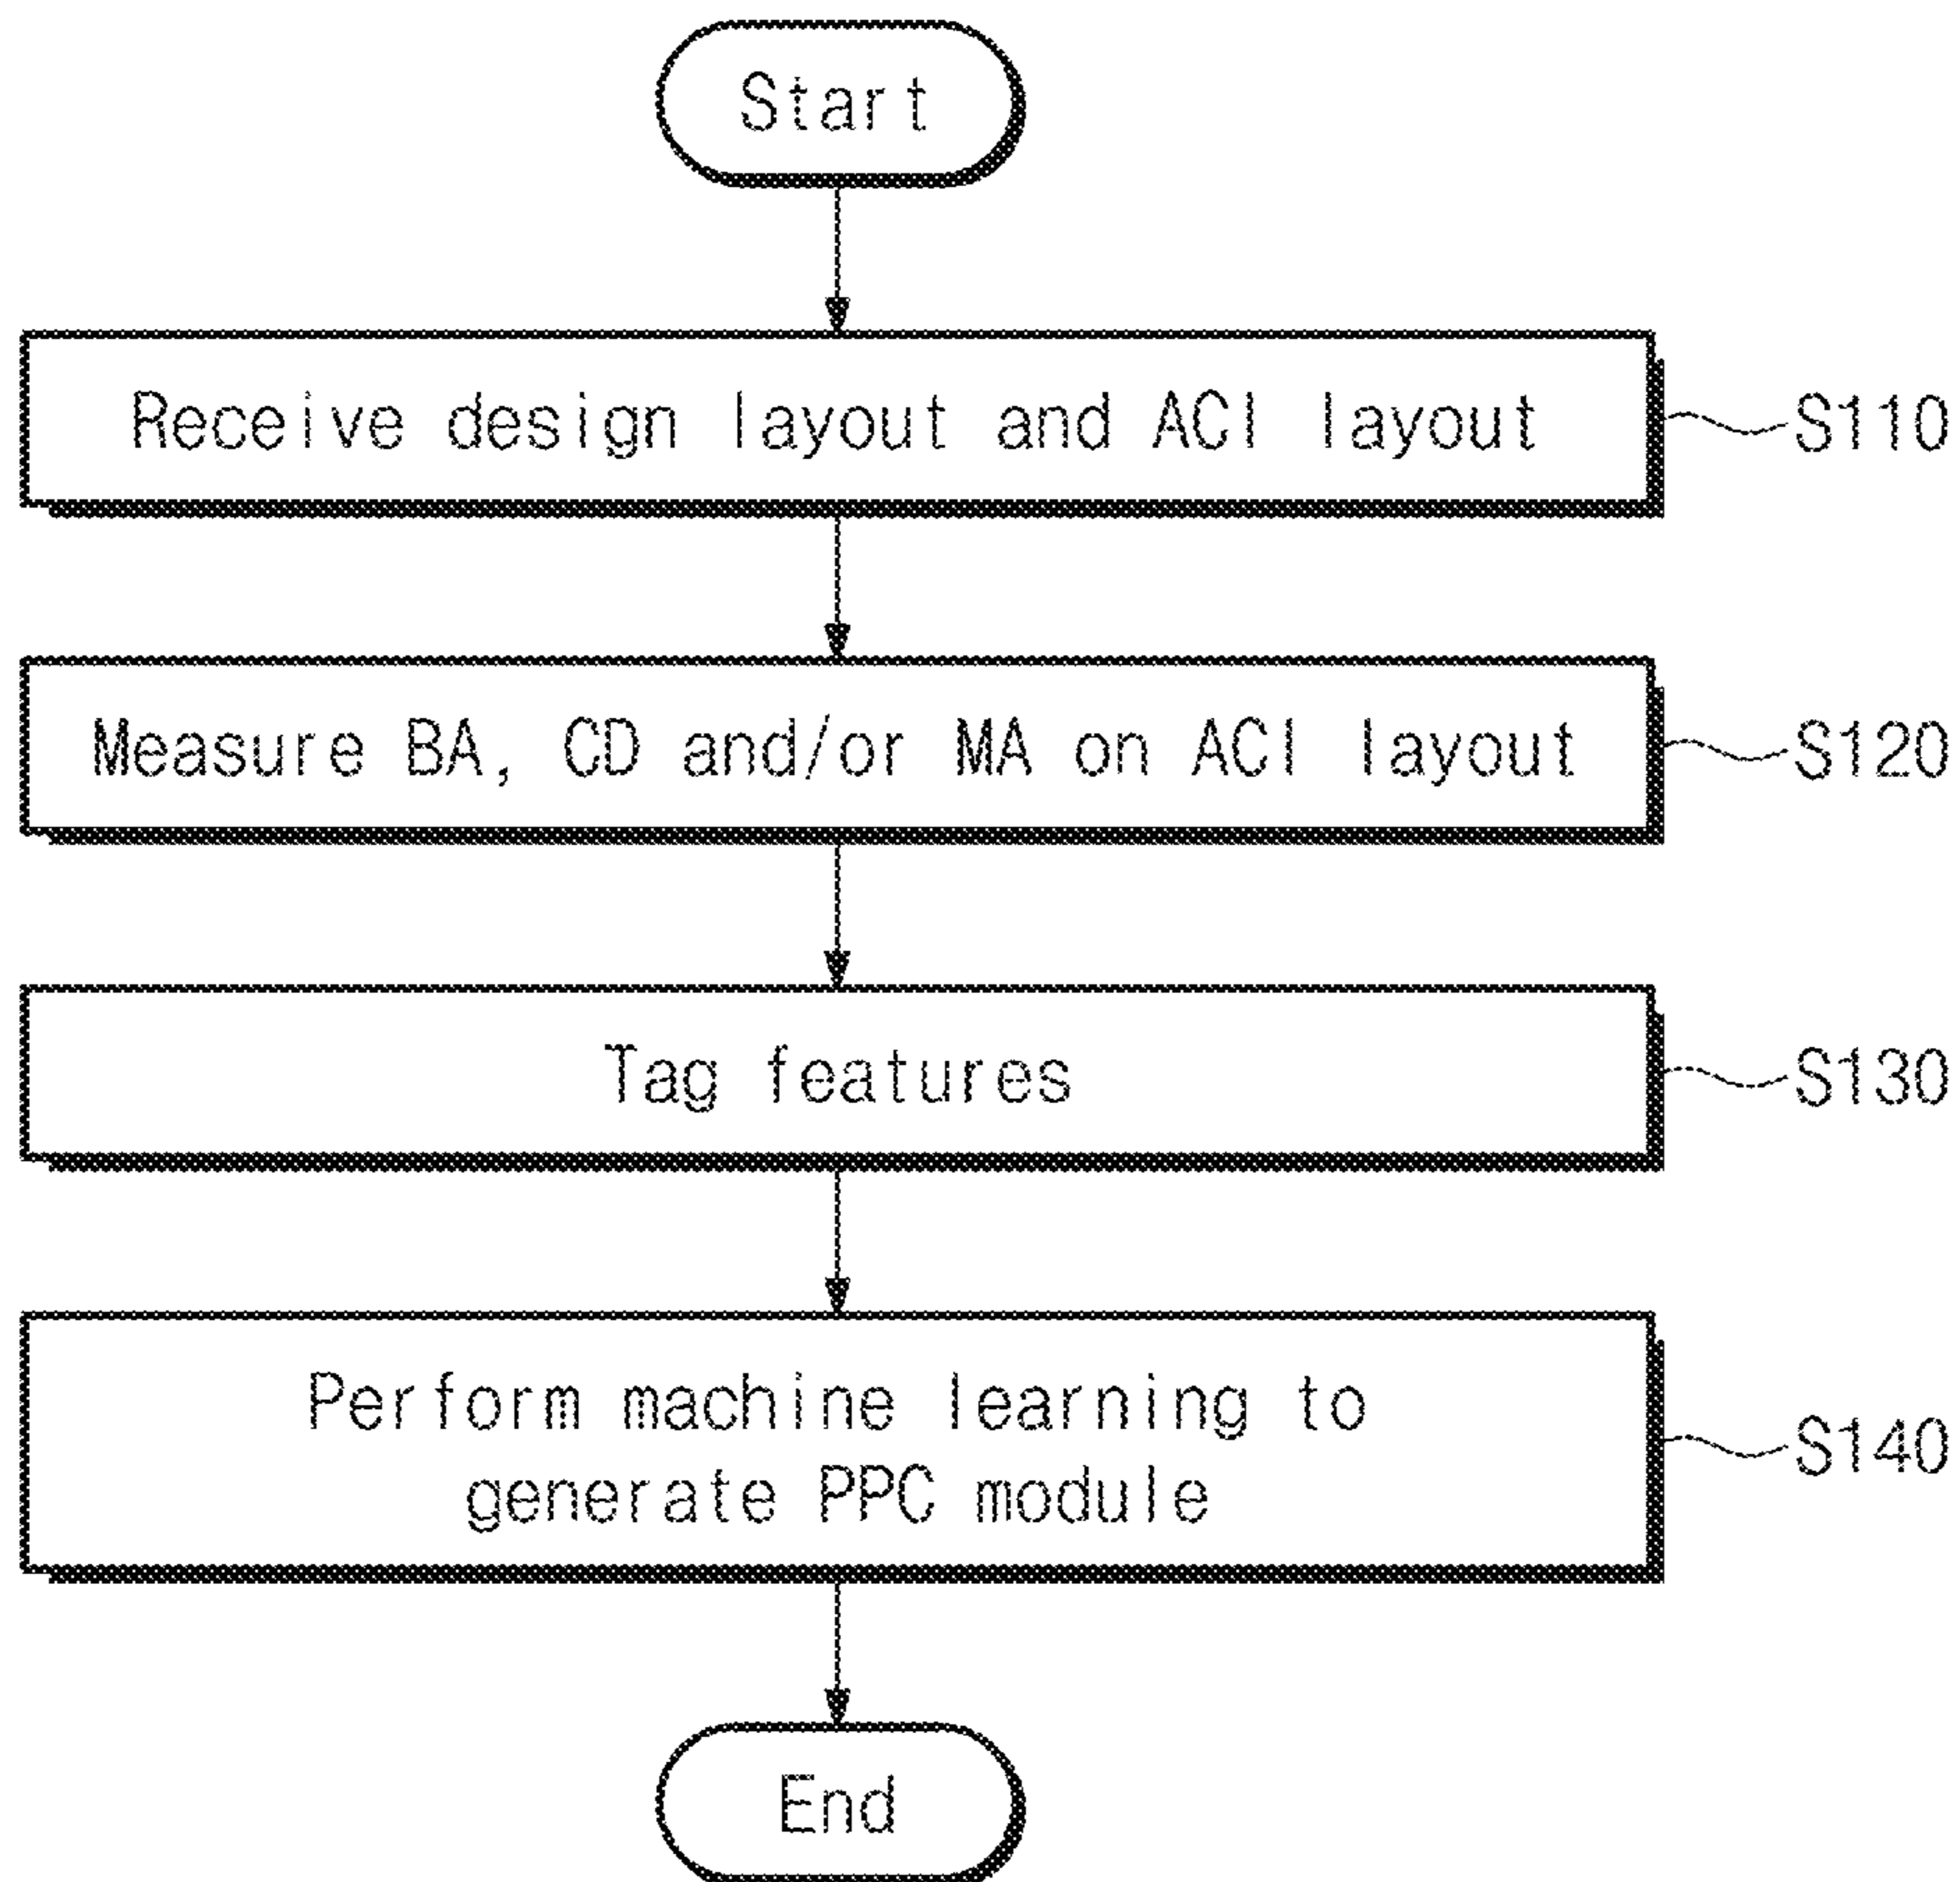 Start
Receive design layout and ACI layout
S110
Measure BA, CD and/or MA on ACI layout
S120
Tag features
S130
Perform machine learning to
generate PPC module
S140
End